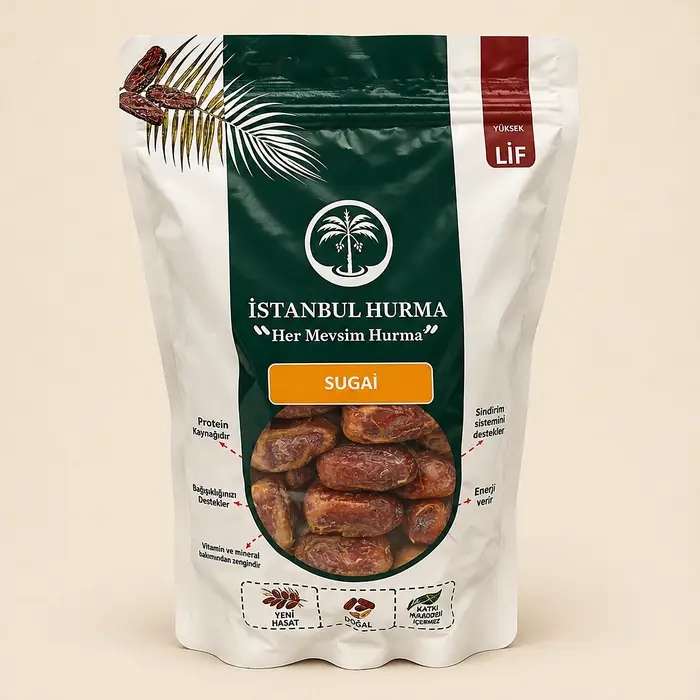 YÜKSEK
LİF
İSTANBUL HURMA
"Her Mevsim Hurma"
SUGAİ
Protein
Kaynağıdır
Bağışıklığınızı
Destekler
Vitamin ve mineral
bakımından zengindir
Sindirim
sistemini
destekler
Enerji
verir
YENİ
HASAT
DOĞAL
KATKI
İÇERMEZ